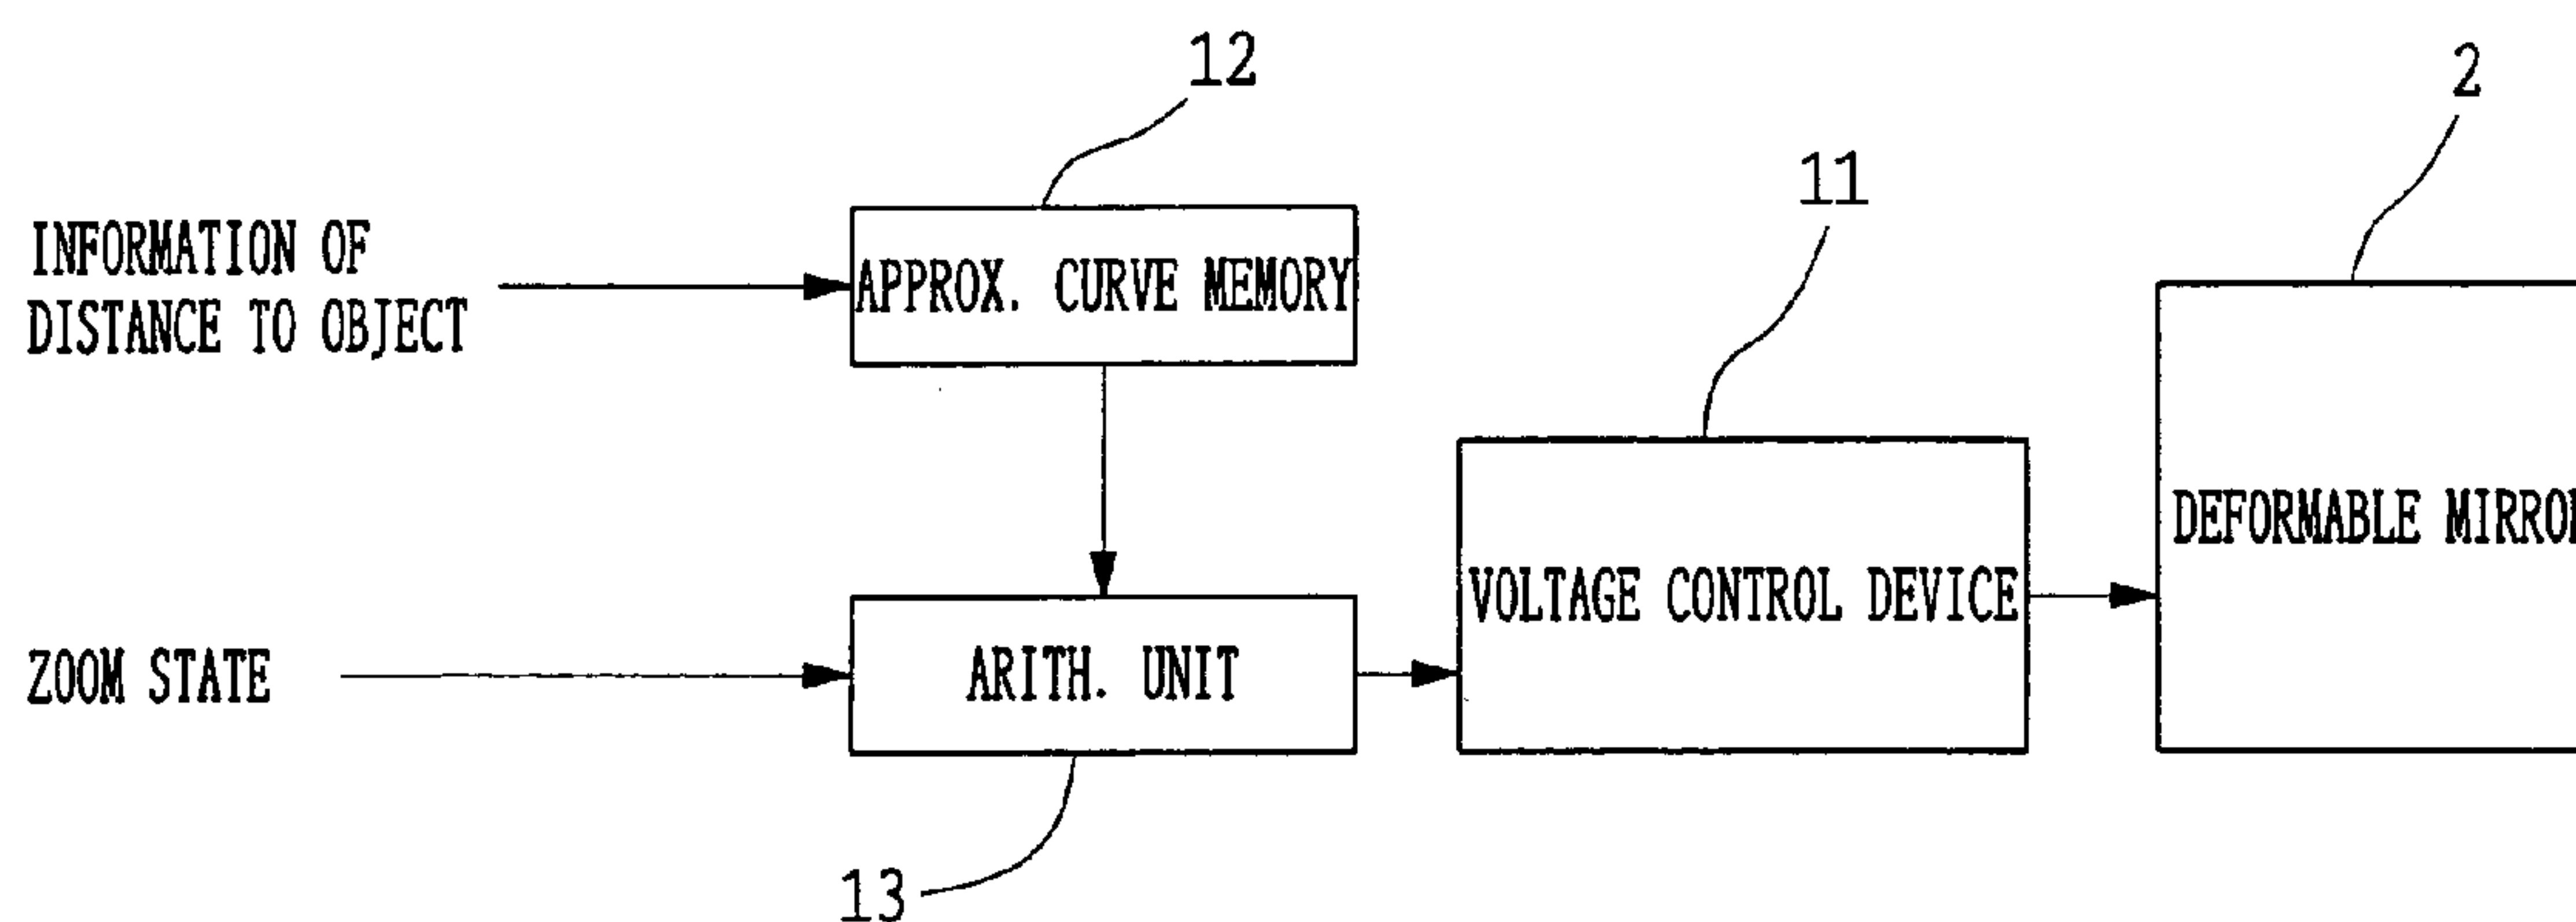 12
2
11
INFORMATION OF
DISTANCE TO OBJECT
APPROX. CURVE MEMORY
DEFORMABLE MIRROR
VOLTAGE CONTROL DEVICE
ZOOM STATE
ARITH. UNIT
13